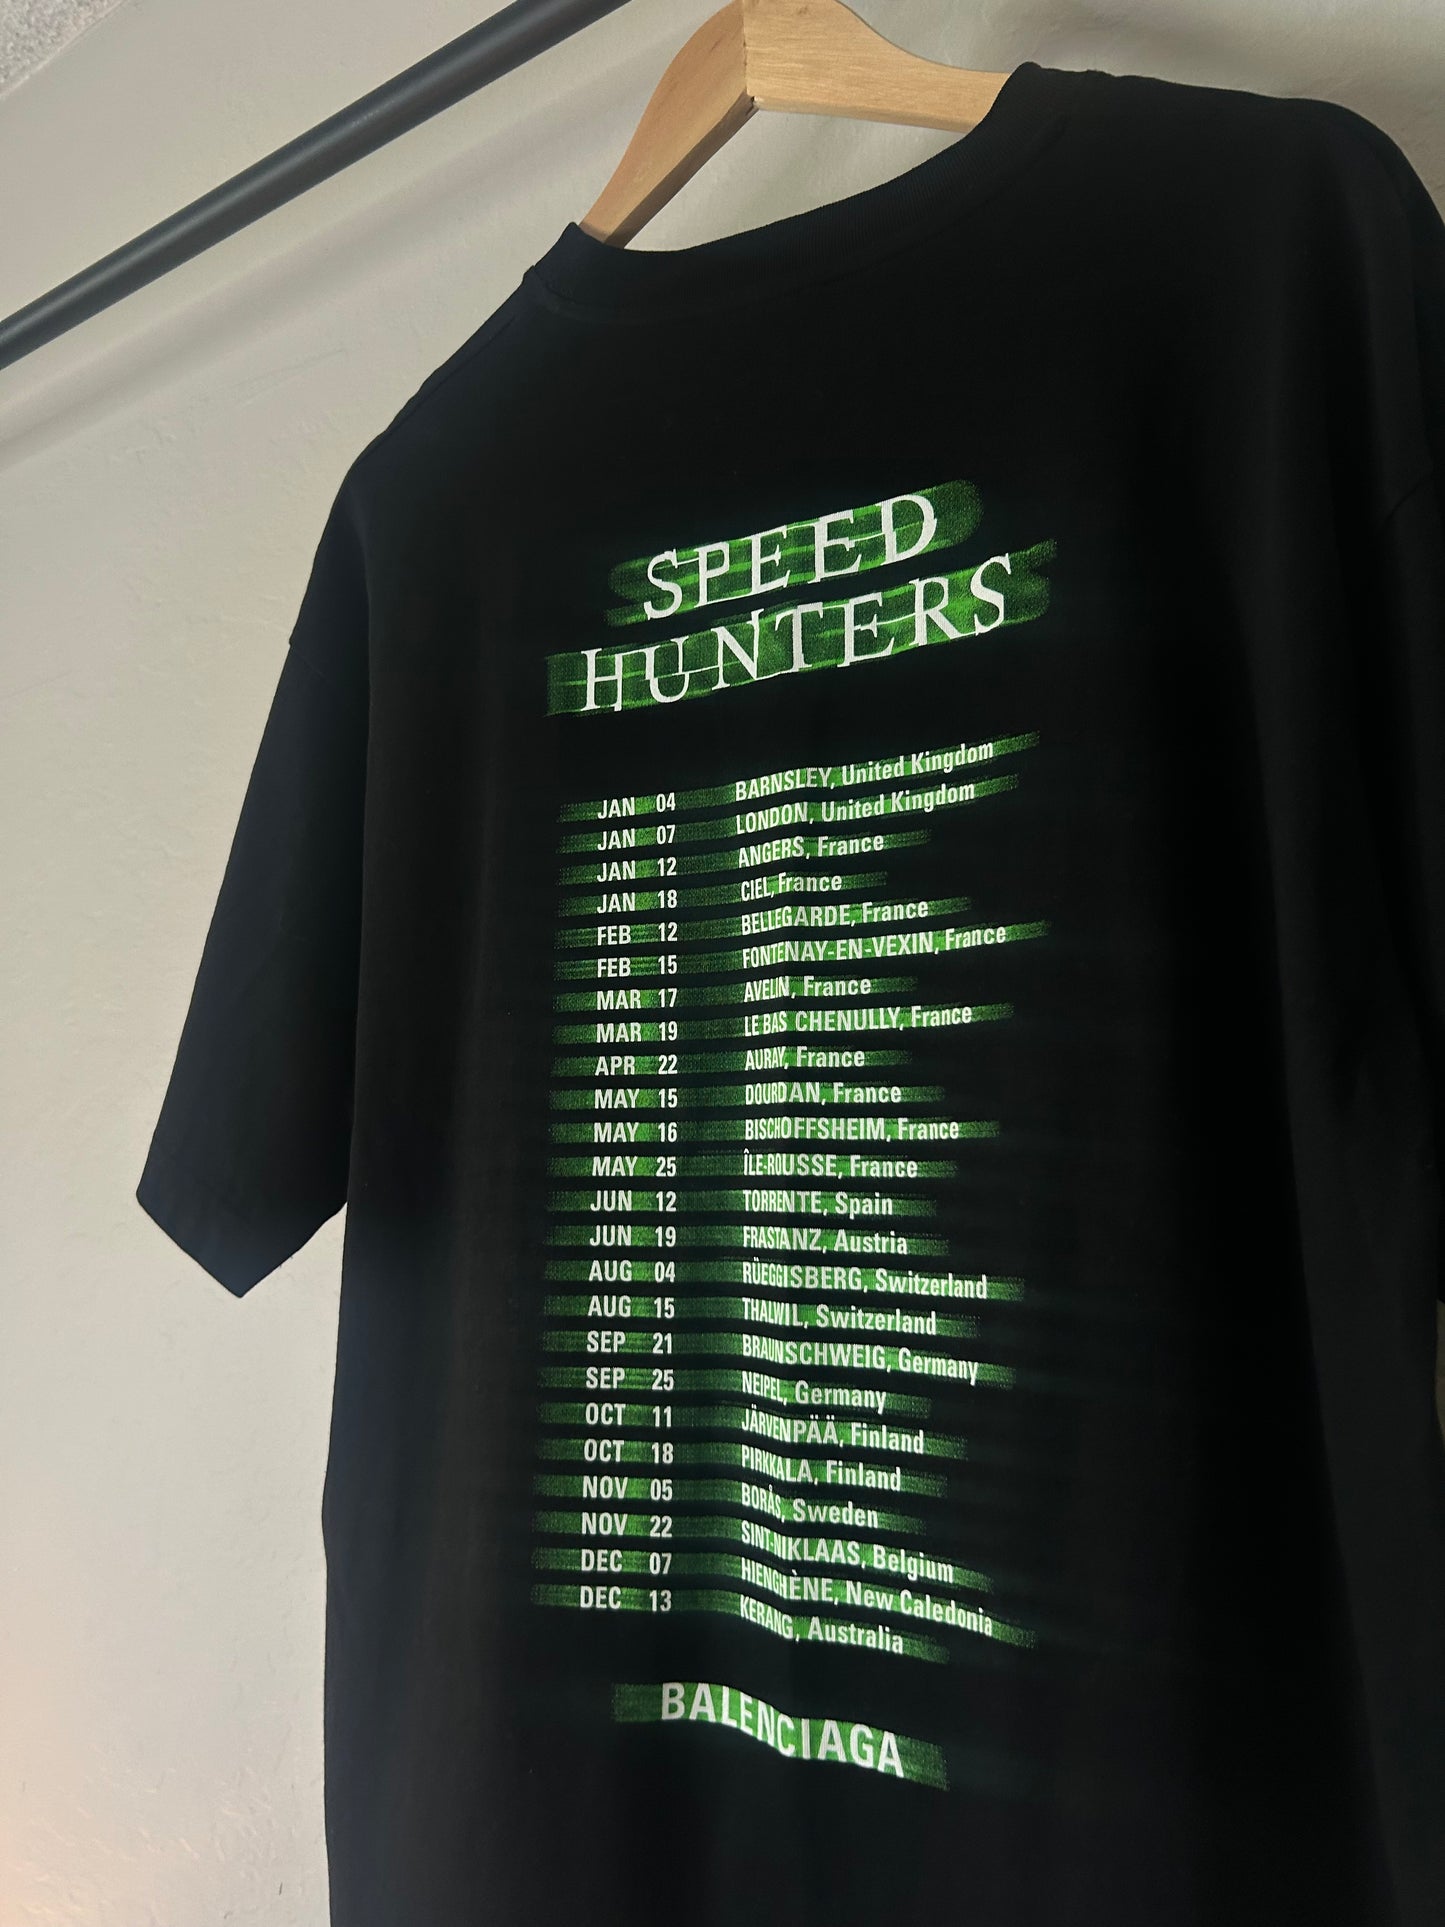 SPEED
HUNTERS
JAN 04 BARNSLEY, United Kingdom
JAN 07 LONDON, United Kingdom
JAN 12 ANGERS, France
JAN 18 CIEL, France
FEB 12 BELLEGARDE, France
FEB 15 FONTENAY-EN-VEXIN, France
MAR 17 AVELIN, France
MAR 19 LE BAS CHENULLY, France
APR 22 AURAY, France
MAY 15 DOURDAN, France
MAY 16 BISCHOFFSHEIM, France
MAY 25 ÎLE-ROUSSE, France
JUN 12 TORRENTE, Spain
JUN 19 FRASTANZ, Austria
AUG 04 RÜEGGISBERG, Switzerland
AUG 15 THALWIL, Switzerland
SEP 21 BRAUNSCHWEIG, Germany
SEP 25 NEIPEL, Germany
OCT 11 JÄRVENPÄÄ, Finland
OCT 18 PIRKKALA, Finland
NOV 05 BORÅS, Sweden
NOV 22 SINT-NIKLAAS, Belgium
DEC 07 HIENGHÈNE, New Caledonia
DEC 13 KERANG, Australia
BALENCIAGA